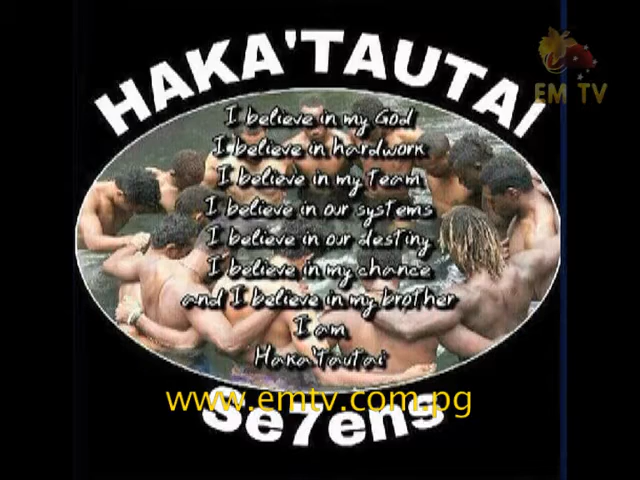 HAKA'TAUTAI
EM TV
I believe in my God
I believe in hardwork
I believe in my Team
I believe in our systems
I believe in our destiny
I believe in my chance
and I believe in my brother
I am
Haka'Tautai
www.emtv.com.pg
Se7ens